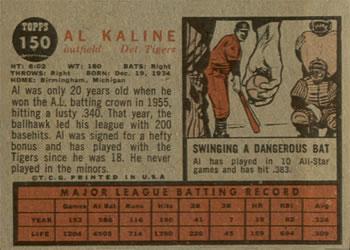 TOPPS
150
AL KALINE
outfield Det. Tigers
HT: 6:02 WT: 180 BATS: Right
THROWS: Right BORN: Dec. 19, 1934
HOME: Birmingham, Michigan
Al was only 20 years old when he
won the A.L. batting crown in 1955,
hitting a lusty .340. That year, the
ballhawk led his league with 200
basehits. Al was signed for a hefty
bonus and has played with the
Tigers since he was 18. He never
played in the minors.
©T.C.G. PRINTED IN U.S.A.
SWINGING A DANGEROUS BAT
Al has played in 10 All-Star
games and has hit .383.
MAJOR LEAGUE BATTING RECORD
Games At Bat Runs Hits 2B 3B HR RBI Avg.
YEAR 153 586 116 190 41 7 19 82 .324
LIFE 1204 909